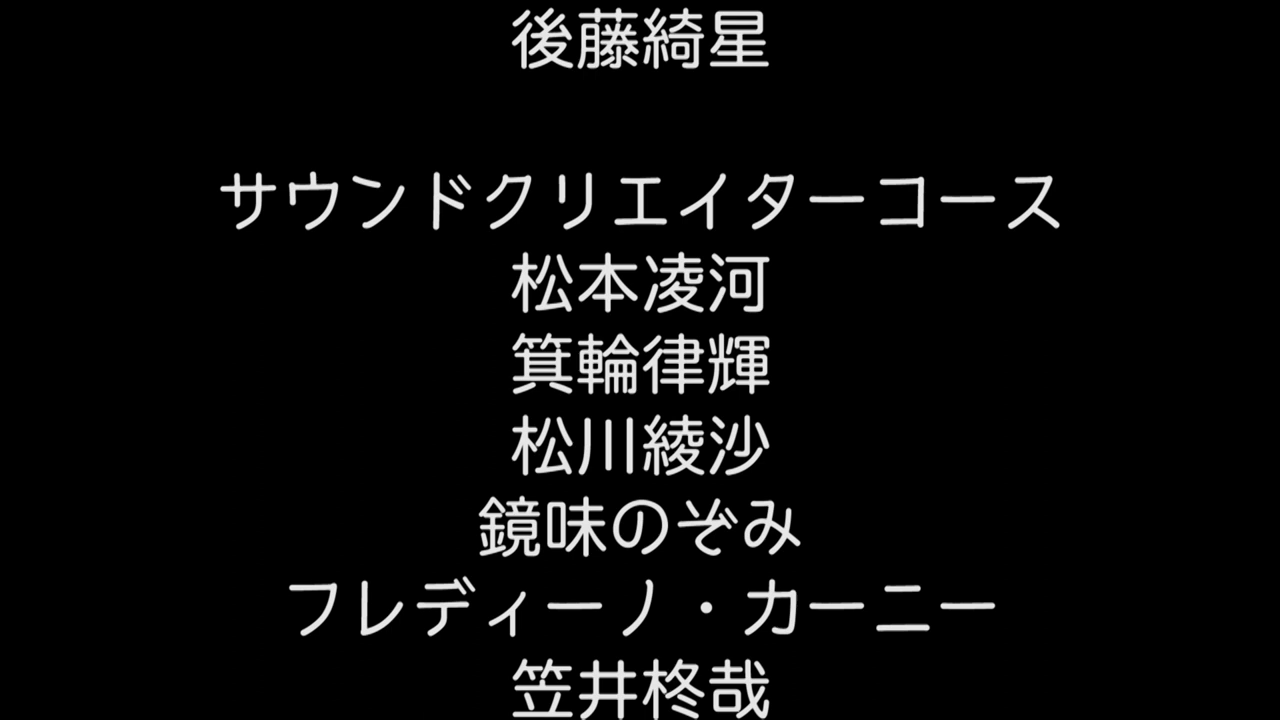 後藤綺星
サウンドクリエイターコース
松本凌河
箕輪律輝
松川綾沙
鏡味のぞみ
フレディーノ・カーニー
笠井柊哉